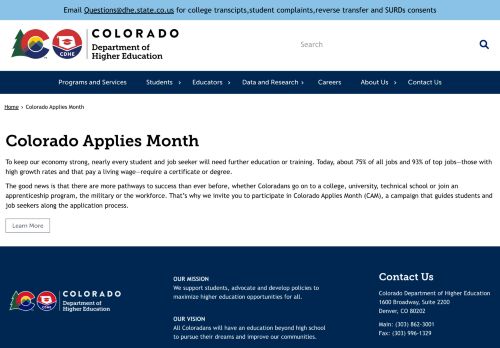 Email Questions@dhe.state.co.us for college transcipts,student complaints,reverse transfer and SURDs consents
CDHE
COLORADO
Department of
Higher Education
Search
Programs and Services
Students
Educators
Data and Research
Careers
About Us
Contact Us
Home > Colorado Applies Month
Colorado Applies Month
To keep our economy strong, nearly every student and job seeker will need further education or training. Today, about 75% of all jobs and 93% of top jobs—those with
high growth rates and that pay a living wage—require a certificate or degree.
The good news is that there are more pathways to success than ever before, whether Coloradans go on to a college, university, technical school or join an
apprenticeship program, the military or the workforce. That's why we invite you to participate in Colorado Applies Month (CAM), a campaign that guides students and
job seekers along the application process.
Learn More
CDHE
COLORADO
Department of
Higher Education
OUR MISSION
We support students, advocate and develop policies to
maximize higher education opportunities for all.
OUR VISION
All Coloradans will have an education beyond high school
to pursue their dreams and improve our communities.
Contact Us
Colorado Department of Higher Education
1600 Broadway, Suite 2200
Denver, CO 80202
Main: (303) 862-3001
Fax: (303) 996-1329